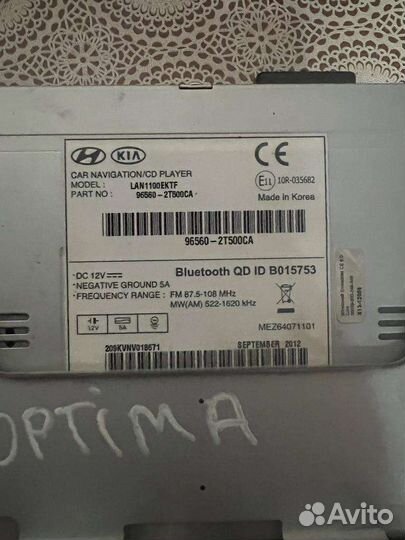 HYUNDAI KIA
CAR NAVIGATION/CD PLAYER
MODEL : LAN1100EKTF
PART NO : 96560-2T500CA
CE
E11 10R-035682
Made in Korea
96560-2T500CA
Bluetooth QD ID B015753
DC 12V
NEGATIVE GROUND 5A
FREQUENCY RANGE : FM 87.5-108 MHz
MW(AM) 522-1620 kHz
12V 5A
MEZ64071101
209KVNV018671
SEPTEMBER 2012
OPTIMA
Avito